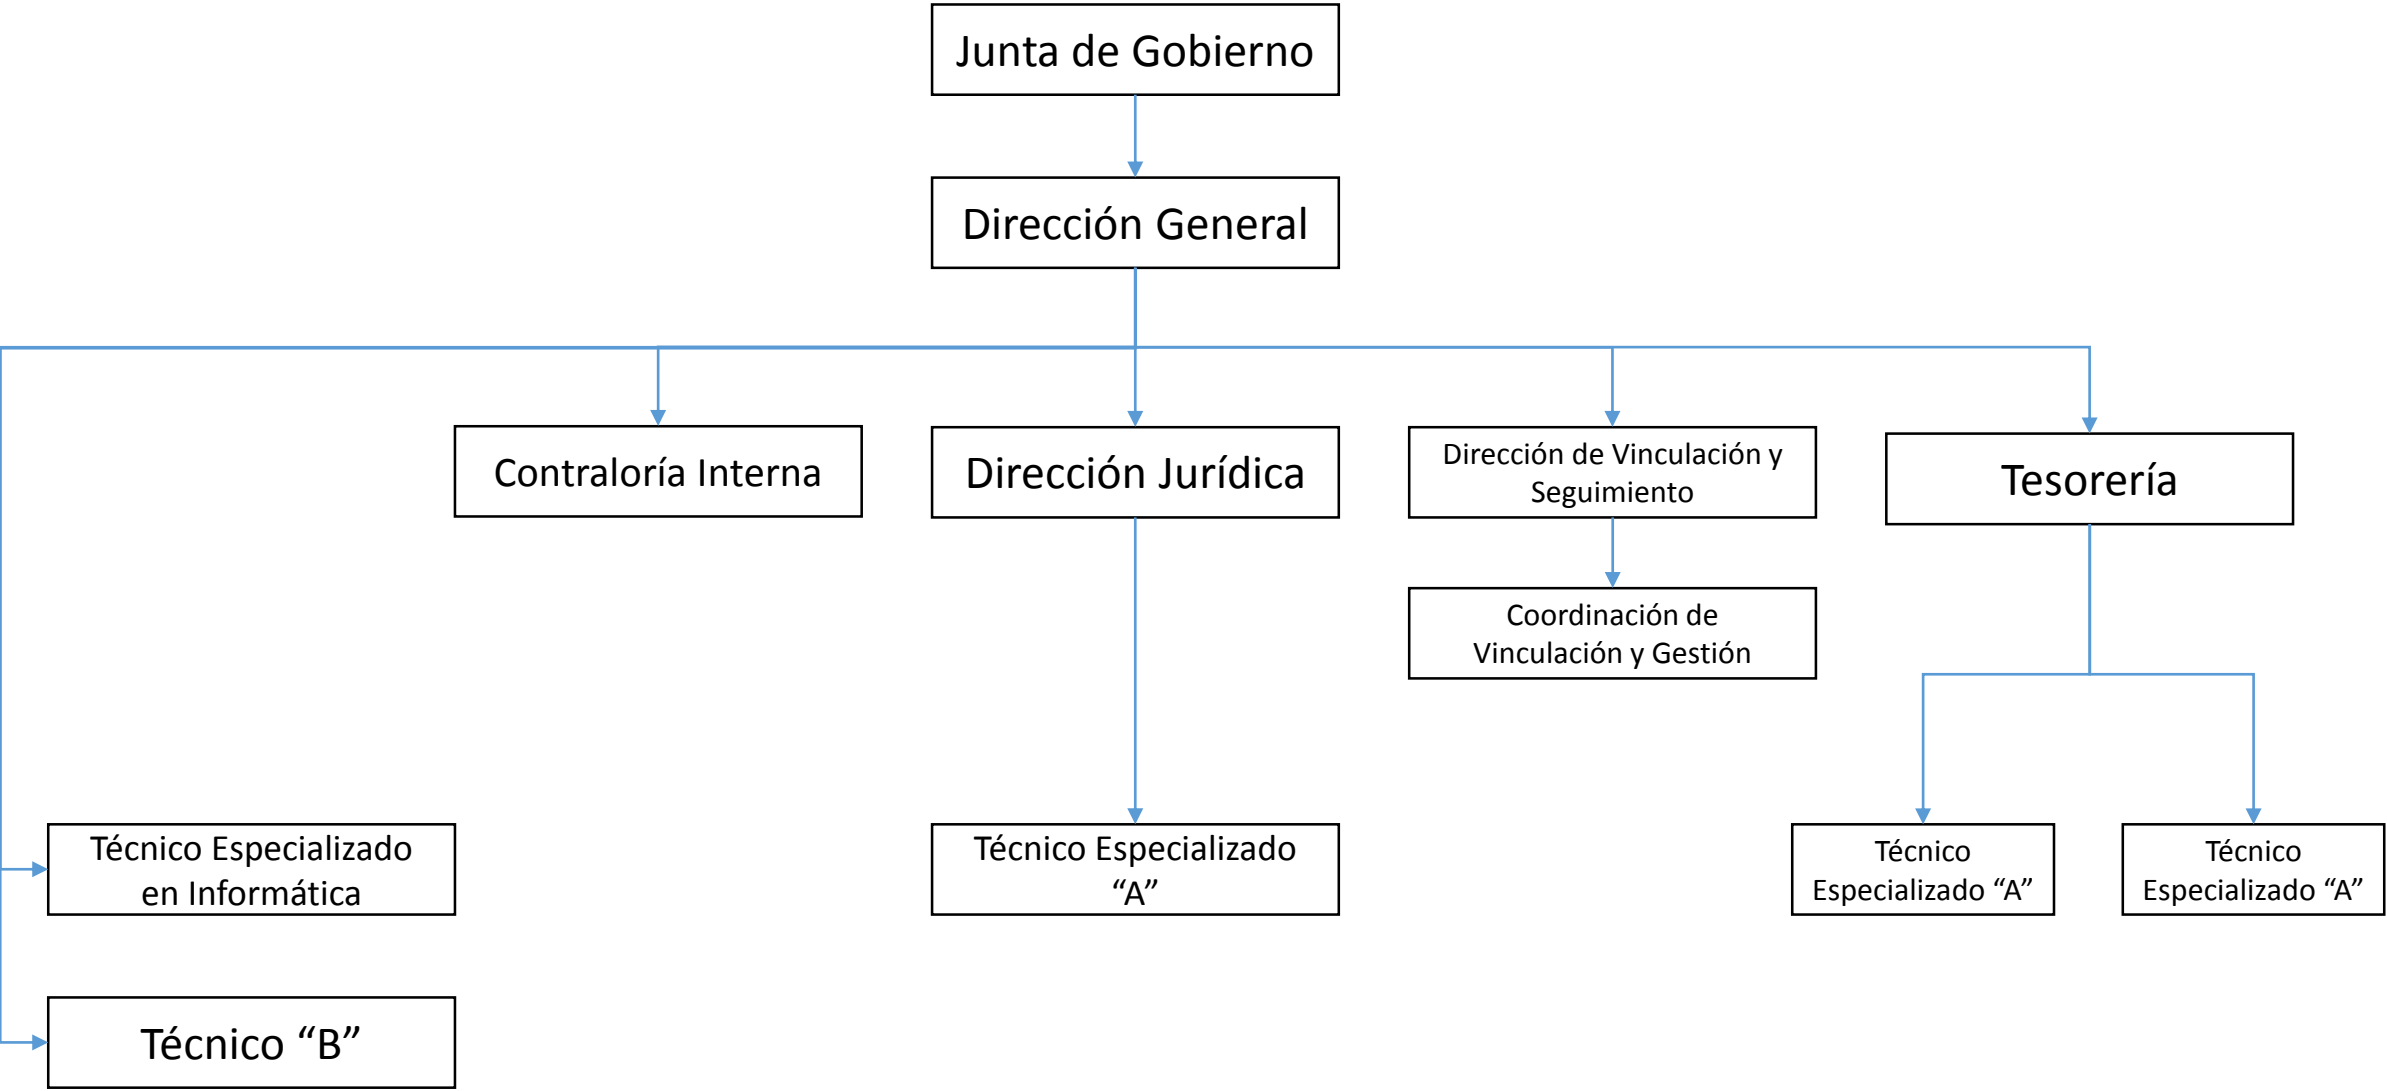 Junta de Gobierno
Dirección General
Contraloría Interna
Dirección Jurídica
Dirección de Vinculación y
Seguimiento
Tesorería
Coordinación de
Vinculación y Gestión
Técnico Especializado
en Informática
Técnico Especializado
“A”
Técnico
Especializado “A”
Técnico
Especializado “A”
Técnico “B”